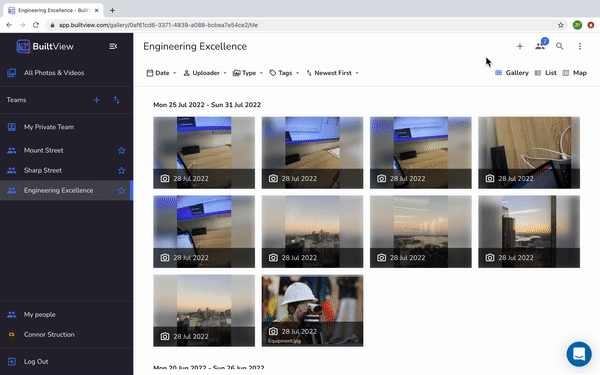 Engineering Excellence - Built
app.builtview.com/gallery/0af61cd6-3371-4839-a088-bcbea7e54ce2/tile
BuiltView
Engineering Excellence
2
All Photos & Videos
Date
Uploader
Type
Tags
Newest First
Gallery
List
Map
Teams
My Private Team
Mount Street
Sharp Street
Engineering Excellence
Mon 25 Jul 2022 - Sun 31 Jul 2022
28 Jul 2022
28 Jul 2022
28 Jul 2022
28 Jul 2022
28 Jul 2022
28 Jul 2022
28 Jul 2022
28 Jul 2022
28 Jul 2022
28 Jul 2022
Equipment.jpg
Mon 20 Jun 2022 - Sun 26 Jun 2022
My people
CS
Connor Struction
Log Out